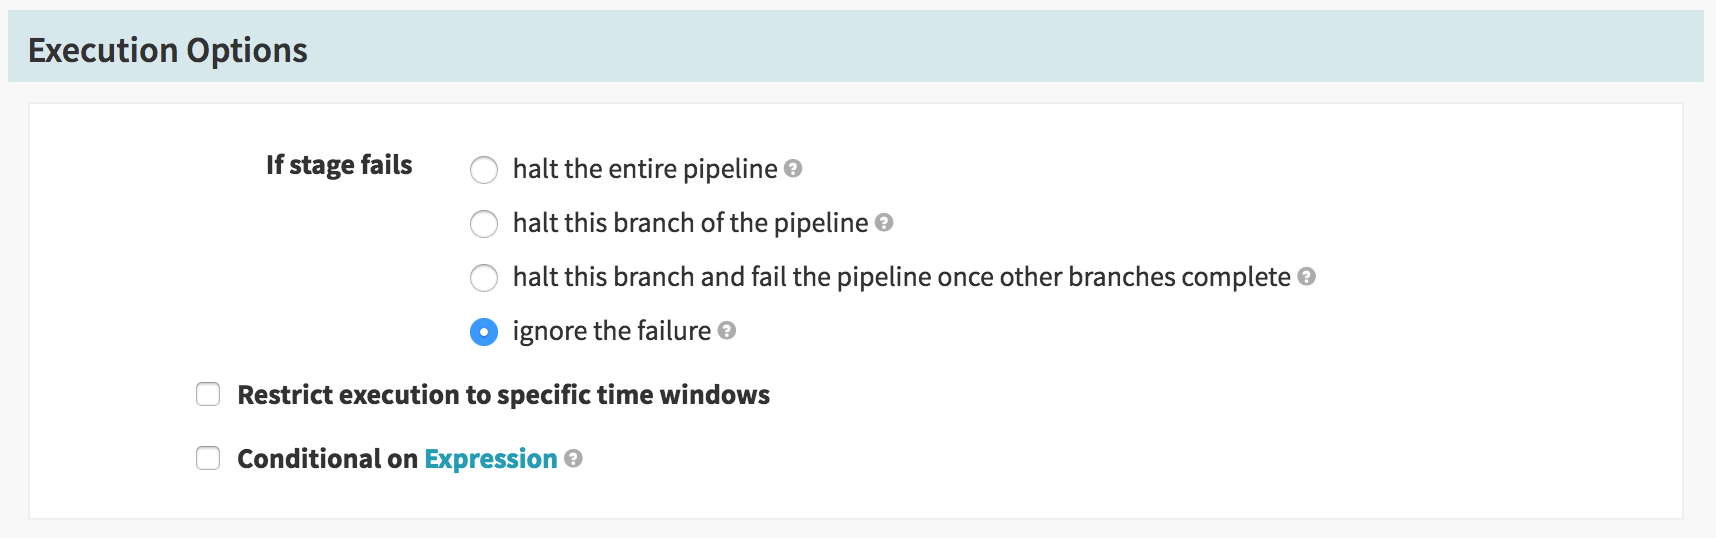 Execution Options
If stage fails
halt the entire pipeline
halt this branch of the pipeline
halt this branch and fail the pipeline once other branches complete
ignore the failure
Restrict execution to specific time windows
Conditional on Expression